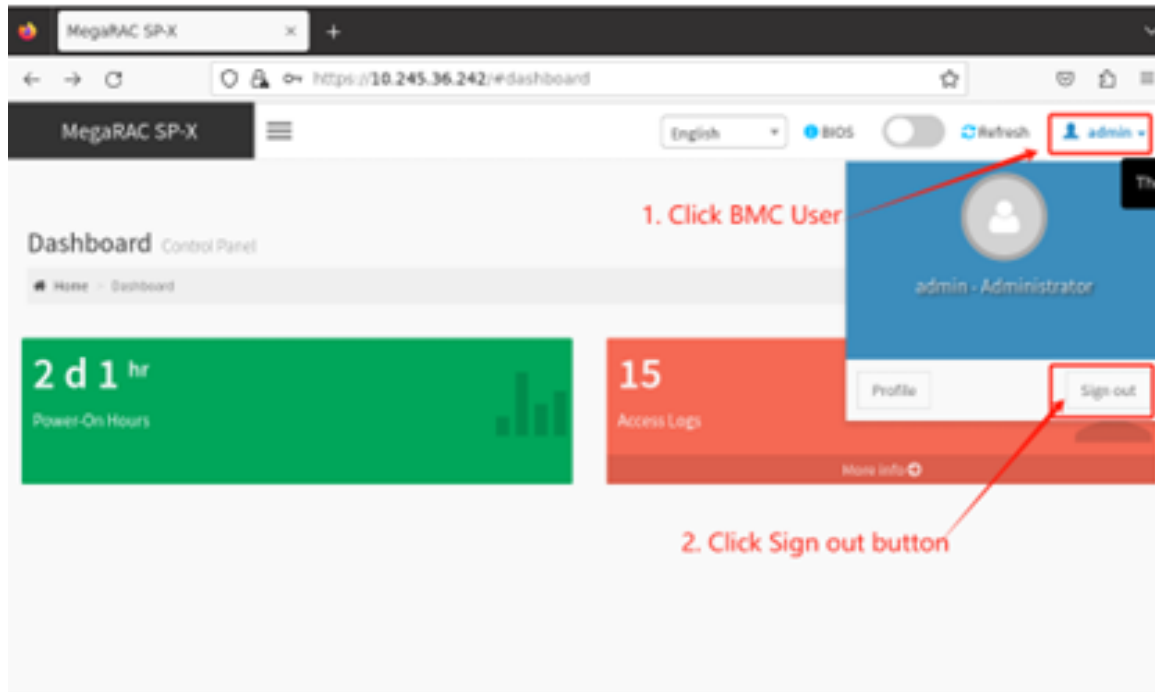 MegaRAC SP-X
https://10.245.36.242/#dashboard
MegaRAC SP-X
English
BIOS
Refresh
admin
Th
1. Click BMC User
Dashboard Control Panel
admin - Administrator
Home > Dashboard
2 d 1 hr
Power-On Hours
15
Access Logs
Profile
Sign out
More info
2. Click Sign out button